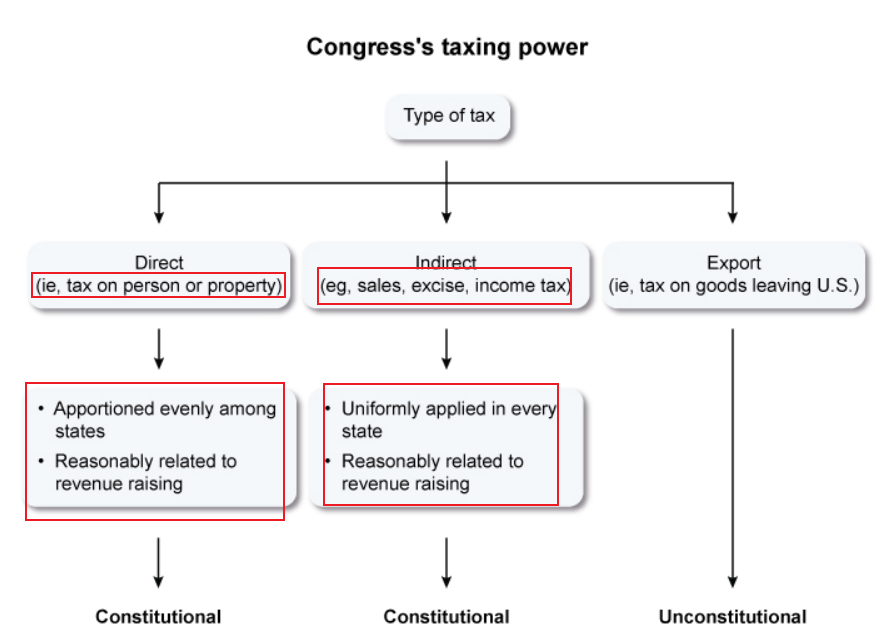 Congress's taxing power
Type of tax
Direct
(ie, tax on person or property)
Indirect
(eg, sales, excise, income tax)
Export
(ie, tax on goods leaving U.S.)
• Apportioned evenly among
states
• Reasonably related to
revenue raising
• Uniformly applied in every
state
• Reasonably related to
revenue raising
Constitutional
Constitutional
Unconstitutional